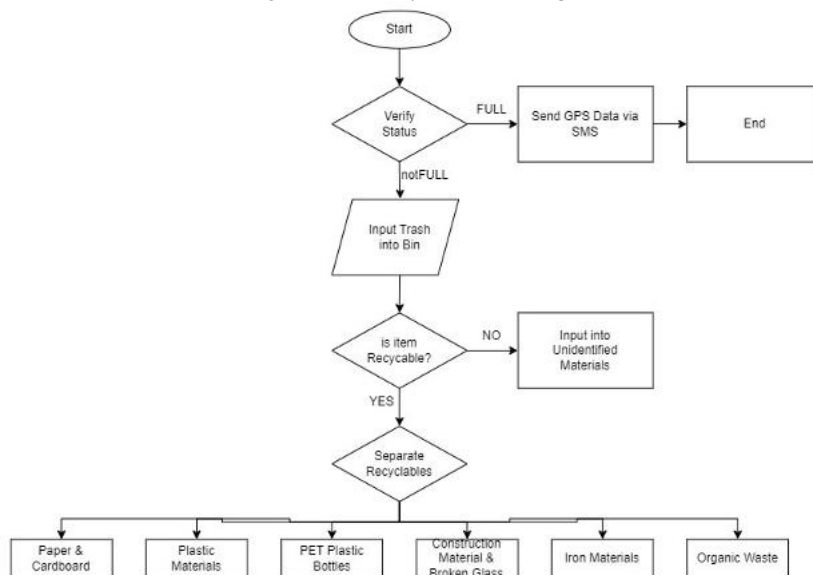 Start
Verify
Status
FULL
Send GPS Data via
SMS
End
notFULL
Input Trash
into Bin
is item
Recycable?
NO
Input into
Unidentified
Materials
YES
Separate
Recyclables
Paper &
Cardboard
Plastic
Materials
PET Plastic
Bottles
Construction
Material &
Broken Glass
Iron Materials
Organic Waste